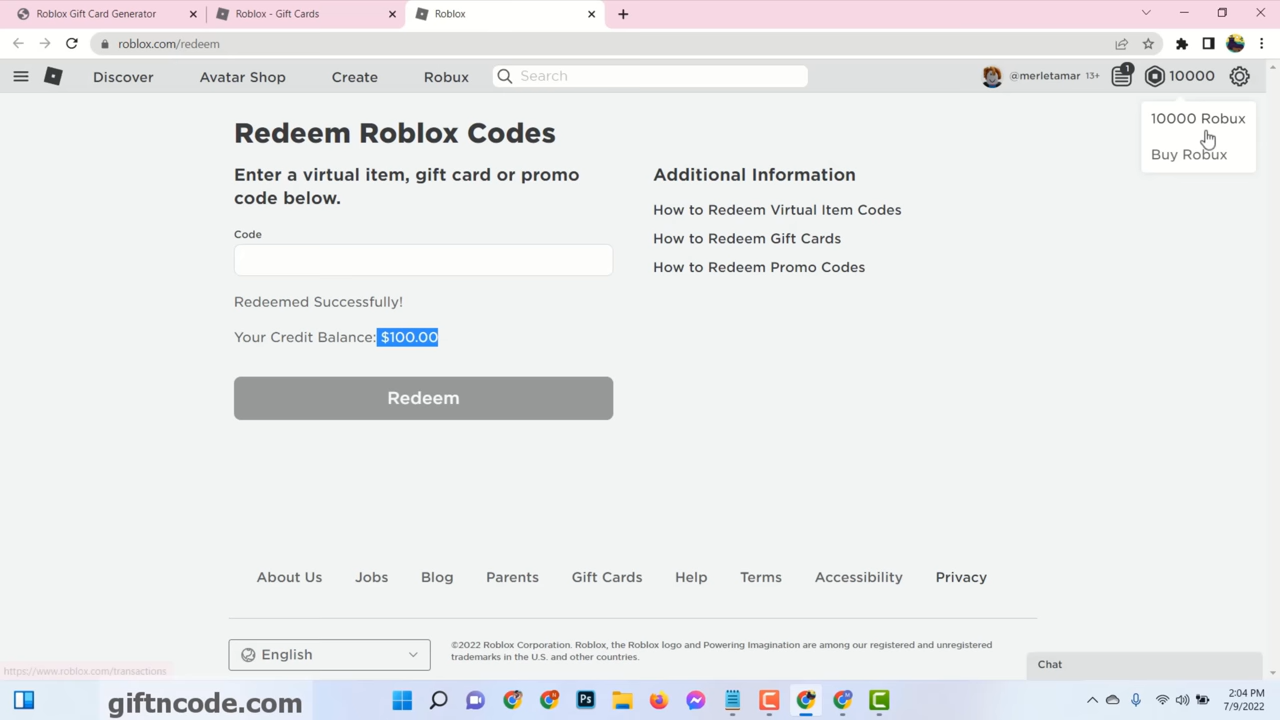 Roblox Gift Card Generator
Roblox - Gift Cards
Roblox
roblox.com/redeem
Discover
Avatar Shop
Create
Robux
Search
@merletamar 13+
1
10000
10000 Robux
Buy Robux
Redeem Roblox Codes
Enter a virtual item, gift card or promo
code below.
Code
Redeemed Successfully!
Your Credit Balance: $100.00
Redeem
Additional Information
How to Redeem Virtual Item Codes
How to Redeem Gift Cards
How to Redeem Promo Codes
About Us
Jobs
Blog
Parents
Gift Cards
Help
Terms
Accessibility
Privacy
English
©2022 Roblox Corporation. Roblox, the Roblox logo and Powering Imagination are among our registered and unregistered
trademarks in the U.S. and other countries.
Chat
https://www.roblox.com/transactions
giftncode.com
Ps
2:04 PM
7/9/2022